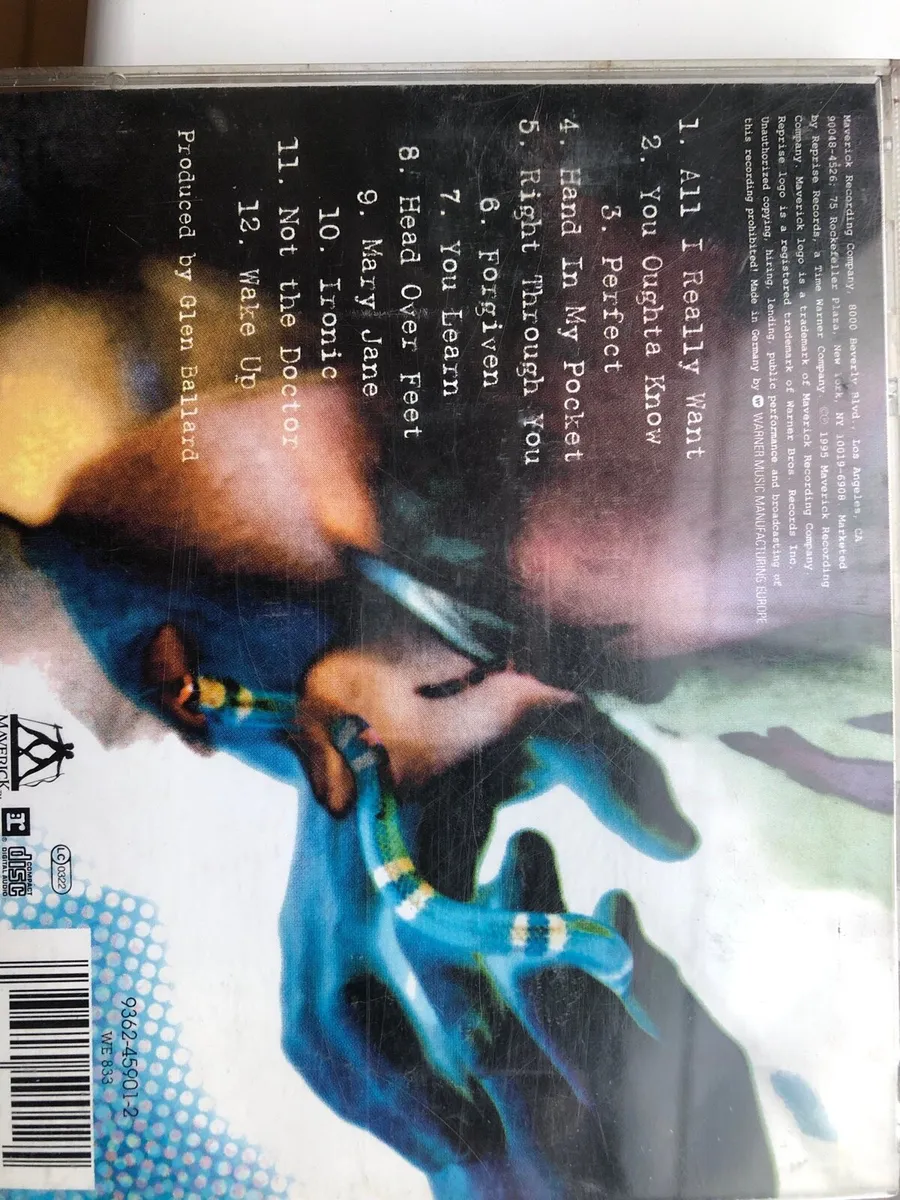 Maverick Recording Company, 8000 Beverly Blvd., Los Angeles, CA
90048-4526; 75 Rockefeller Plaza, New York, NY 10019-6908 Marketed
by Reprise Records, a Time Warner Company. ©℗ 1995 Maverick Recording
Company. Maverick logo is a trademark of Maverick Recording Company.
Reprise logo is a registered trademark of Warner Bros. Records Inc.
Unauthorized copying, hiring, lending, public performance and broadcasting of
this recording prohibited! Made in Germany by WARNER MUSIC MANUFACTURING EUROPE
1. All I Really Want
2. You Oughta Know
3. Perfect
4. Hand In My Pocket
5. Right Through You
6. Forgiven
7. You Learn
8. Head Over Feet
9. Mary Jane
10. Ironic
11. Not the Doctor
12. Wake Up
Produced by Glen Ballard
MAVERICK™
COMPACT
disc
DIGITAL AUDIO
LC 0322
9362-45901-2
WE 833